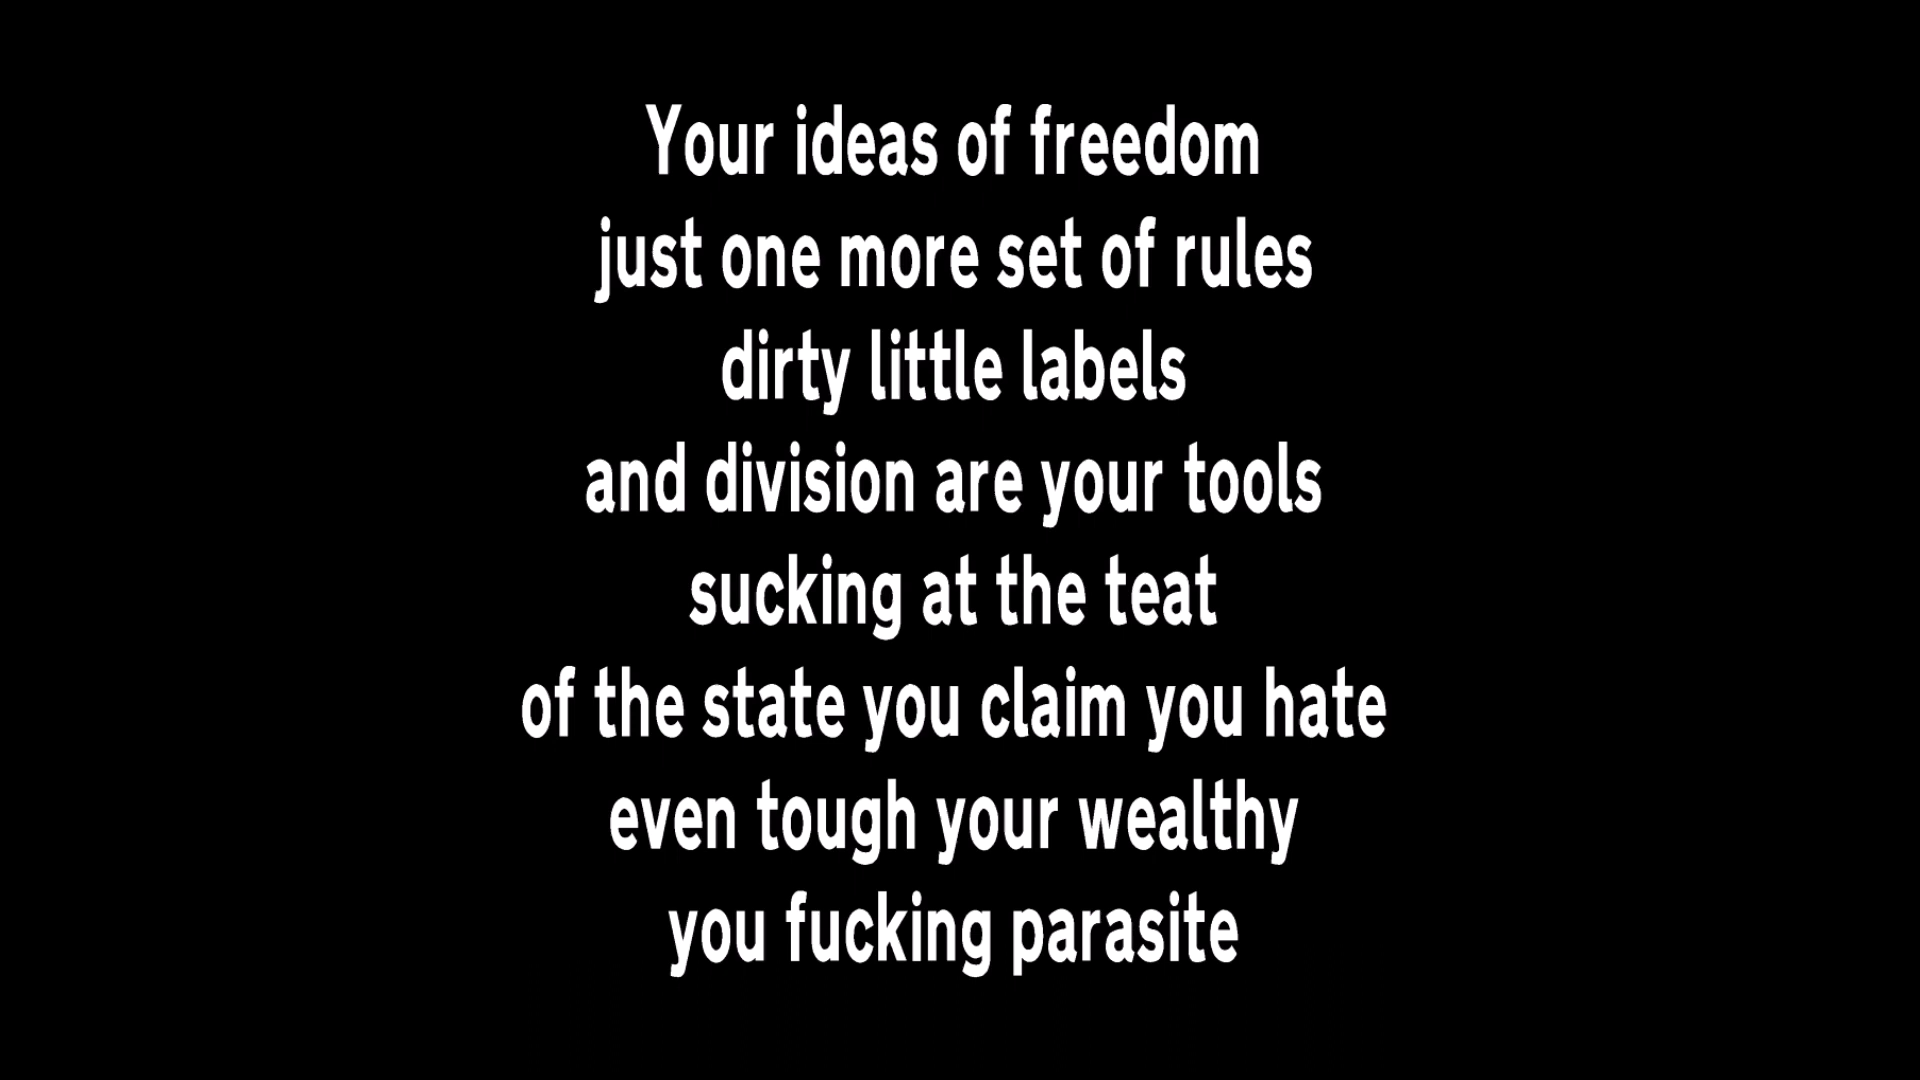 Your ideas of freedom
just one more set of rules
dirty little labels
and division are your tools
sucking at the teat
of the state you claim you hate
even tough your wealthy
you fucking parasite